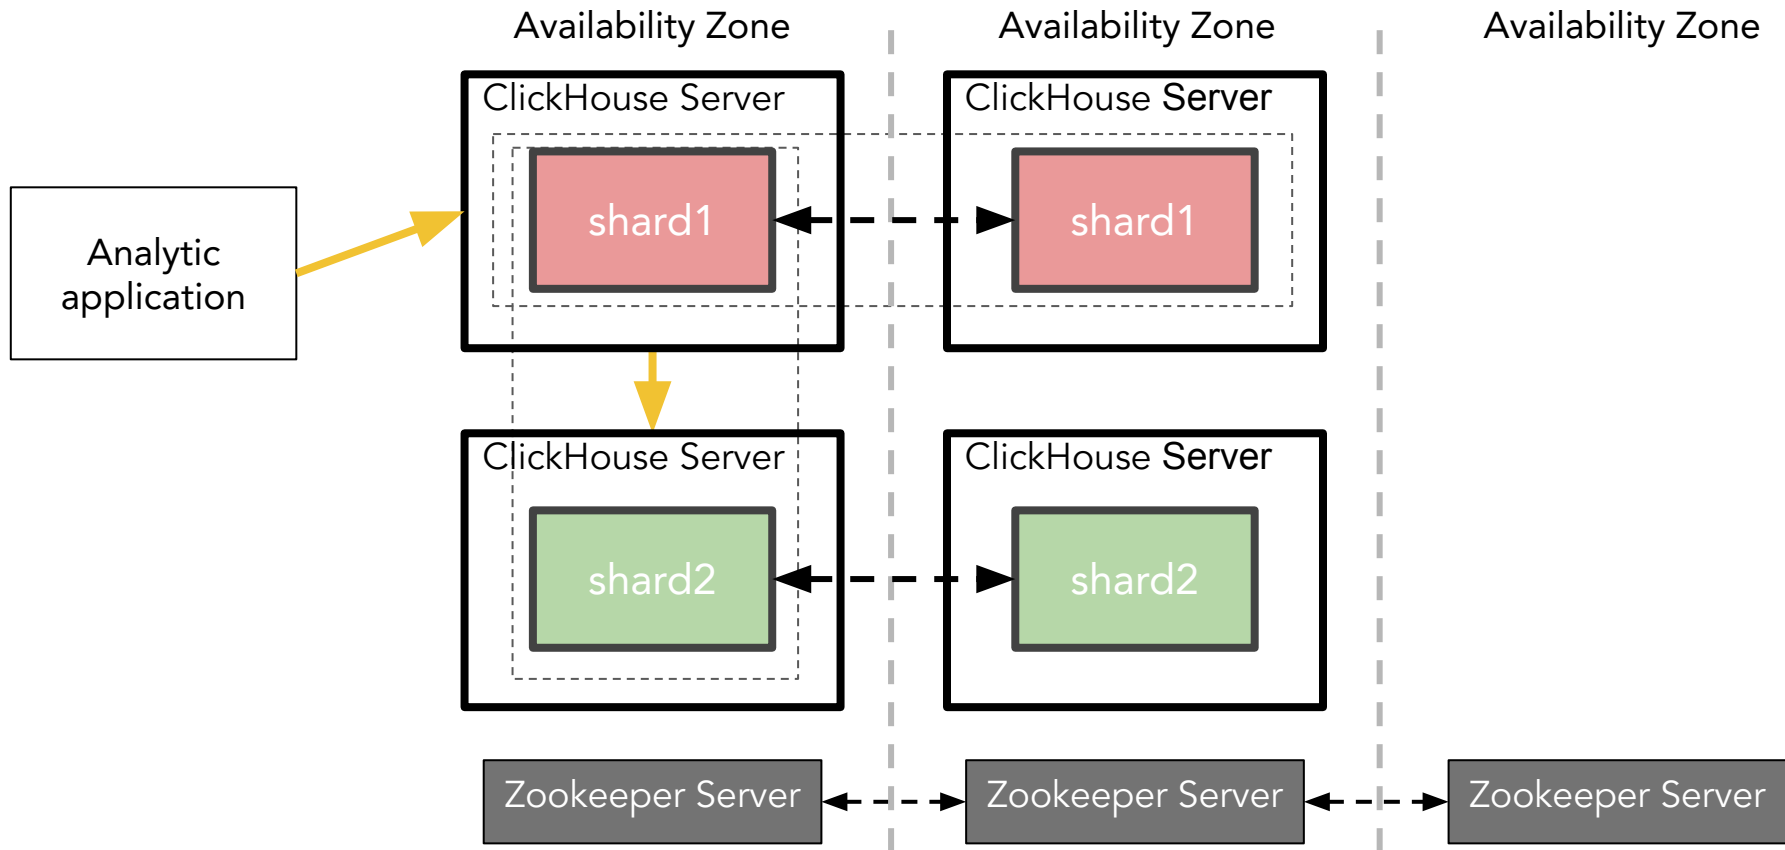 Availability Zone
Availability Zone
Availability Zone
ClickHouse Server
ClickHouse Server
shard1
shard1
Analytic
application
ClickHouse Server
ClickHouse Server
shard2
shard2
Zookeeper Server
Zookeeper Server
Zookeeper Server